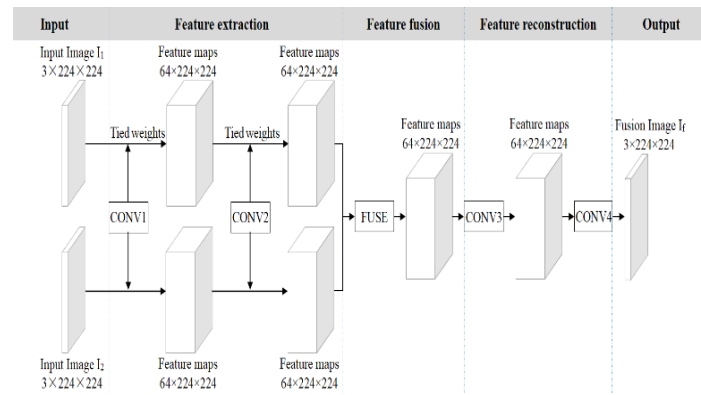 Input
Feature extraction
Feature fusion
Feature reconstruction
Output
Input Image I₁
3×224×224
Feature maps
64×224×224
Feature maps
64×224×224
Tied weights
Tied weights
Feature maps
64×224×224
Feature maps
64×224×224
Fusion Image If
3×224×224
CONV1
CONV2
FUSE
CONV3
CONV4
Input Image I₂
3×224×224
Feature maps
64×224×224
Feature maps
64×224×224